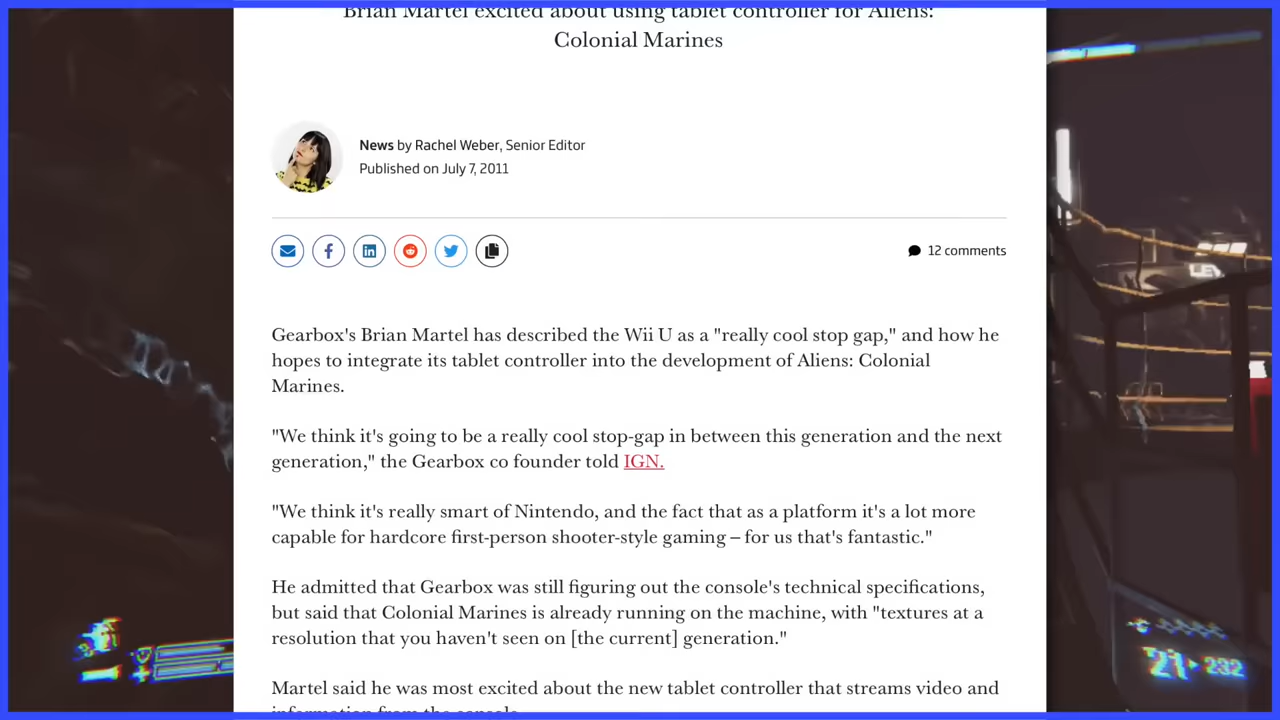 Brian Martel excited about using tablet controller for Aliens:
Colonial Marines
News by Rachel Weber, Senior Editor
Published on July 7, 2011
12 comments
Gearbox's Brian Martel has described the Wii U as a "really cool stop gap," and how he
hopes to integrate its tablet controller into the development of Aliens: Colonial
Marines.
"We think it's going to be a really cool stop-gap in between this generation and the next
generation," the Gearbox co founder told IGN.
"We think it's really smart of Nintendo, and the fact that as a platform it's a lot more
capable for hardcore first-person shooter-style gaming – for us that's fantastic."
He admitted that Gearbox was still figuring out the console's technical specifications,
but said that Colonial Marines is already running on the machine, with "textures at a
resolution that you haven't seen on [the current] generation."
Martel said he was most excited about the new tablet controller that streams video and
information from the console.
21 232